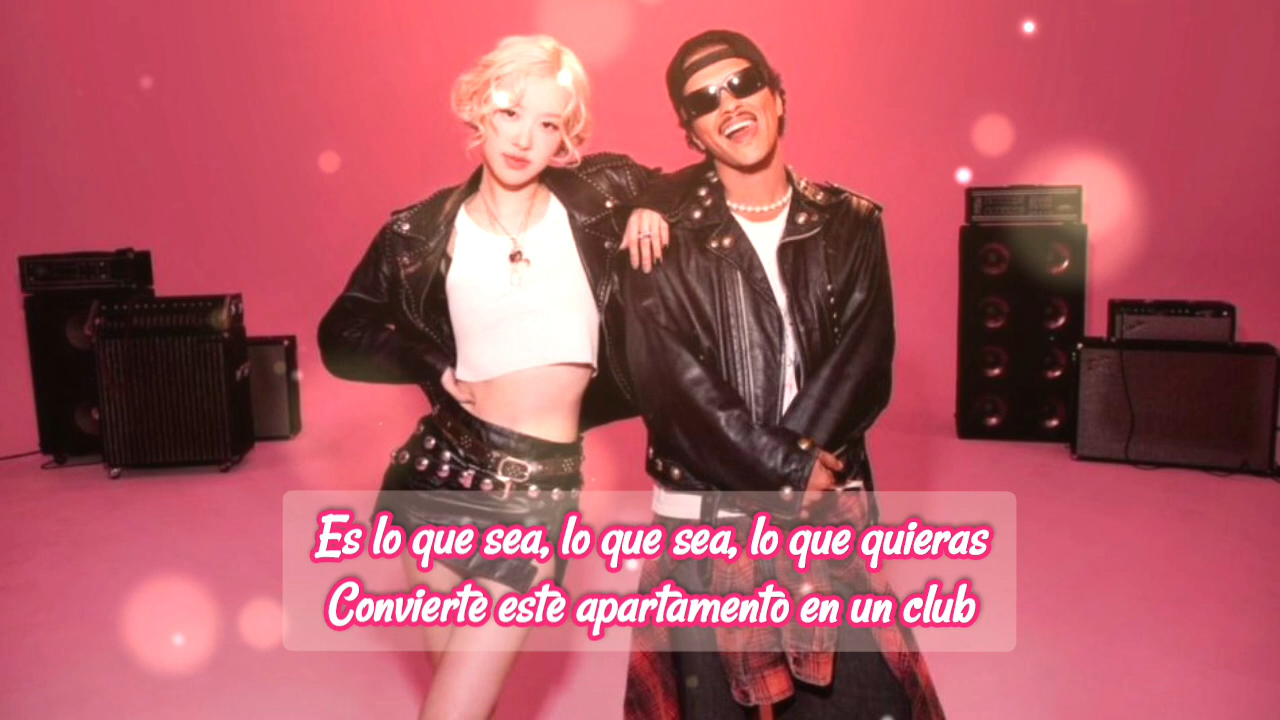 Es lo que sea, lo que sea, lo que quieras
Convierte este apartamento en un club